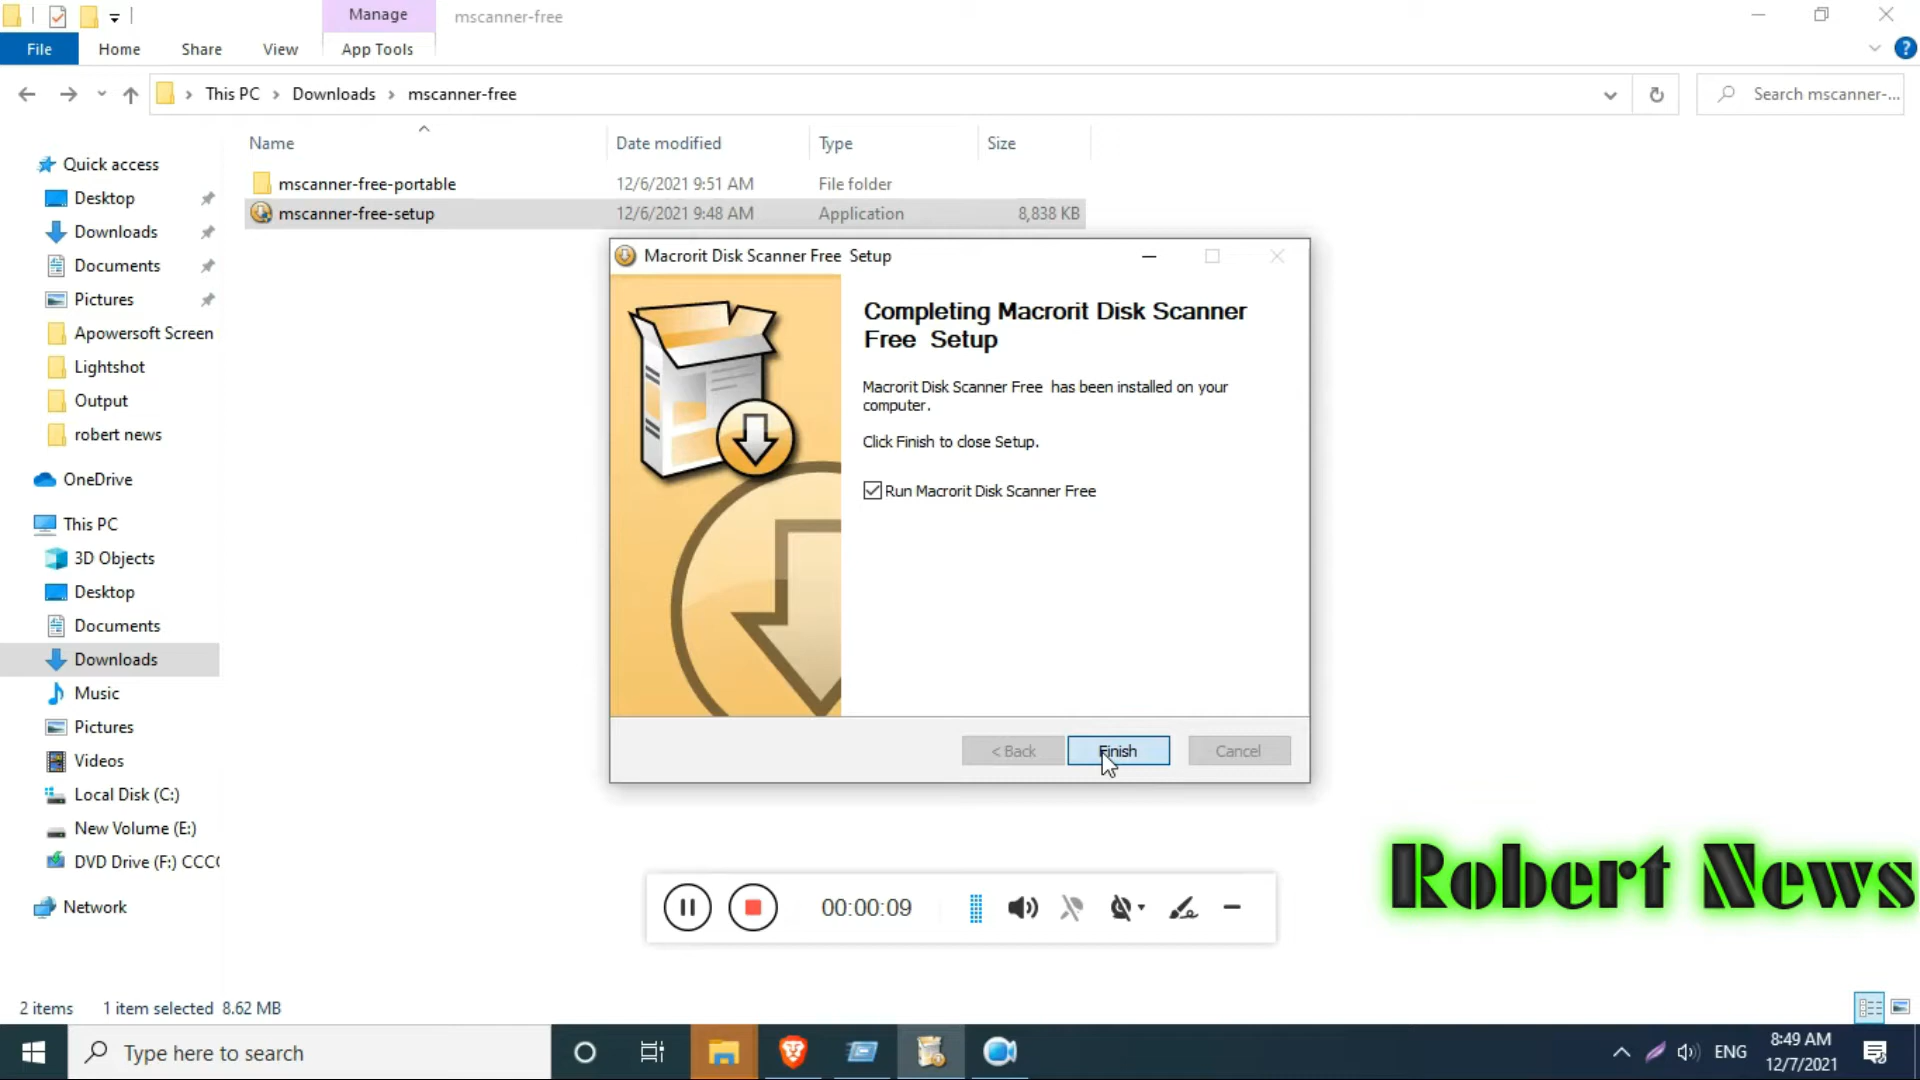 Manage
mscanner-free
File
Home
Share
View
App Tools
This PC
Downloads
mscanner-free
Search mscanner-...
Name
Date modified
Type
Size
mscanner-free-portable
12/6/2021 9:51 AM
File folder
mscanner-free-setup
12/6/2021 9:48 AM
Application
8,838 KB
Quick access
Desktop
Downloads
Documents
Pictures
Apowersoft Screen
Lightshot
Output
robert news
OneDrive
This PC
3D Objects
Desktop
Documents
Downloads
Music
Pictures
Videos
Local Disk (C:)
New Volume (E:)
DVD Drive (F:) CCC
Network
Macrorit Disk Scanner Free Setup
Completing Macrorit Disk Scanner
Free Setup
Macrorit Disk Scanner Free has been installed on your
computer.
Click Finish to close Setup.
Run Macrorit Disk Scanner Free
< Back
Finish
Cancel
00:00:09
Robert News
2 items
1 item selected 8.62 MB
Type here to search
ENG
8:49 AM
12/7/2021